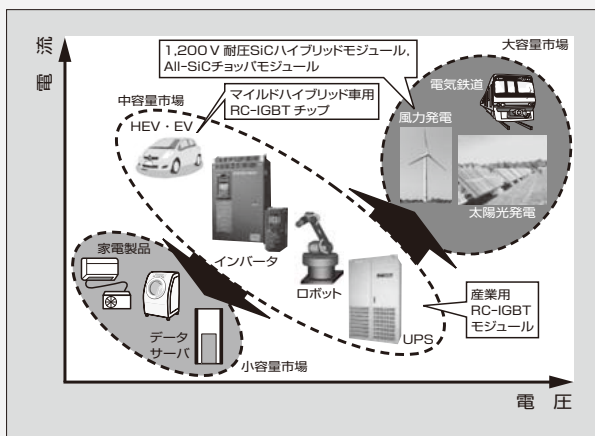 電流
1,200V 耐圧SiCハイブリッドモジュール,
All-SiCチョッパモジュール
大容量市場
電気鉄道
中容量市場
マイルドハイブリッド車用
RC-IGBT チップ
HEV・EV
風力発電
太陽光発電
インバータ
家電製品
ロボット
産業用
RC-IGBT
モジュール
データ
サーバ
UPS
小容量市場
電圧